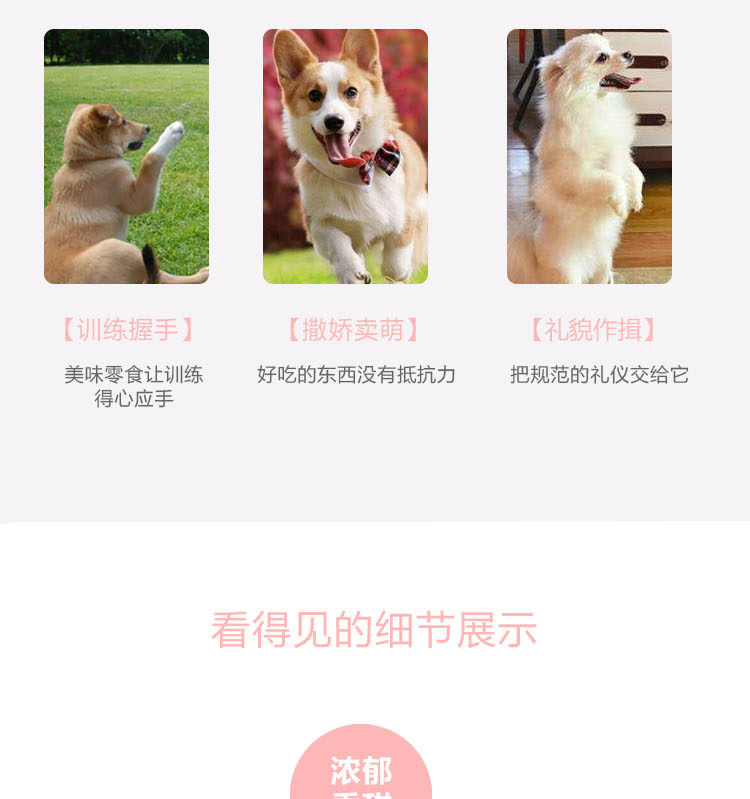 【训练握手】
美味零食让训练
得心应手
【撒娇卖萌】
好吃的东西没有抵抗力
【礼貌作揖】
把规范的礼仪交给它
看得见的细节展示
浓郁